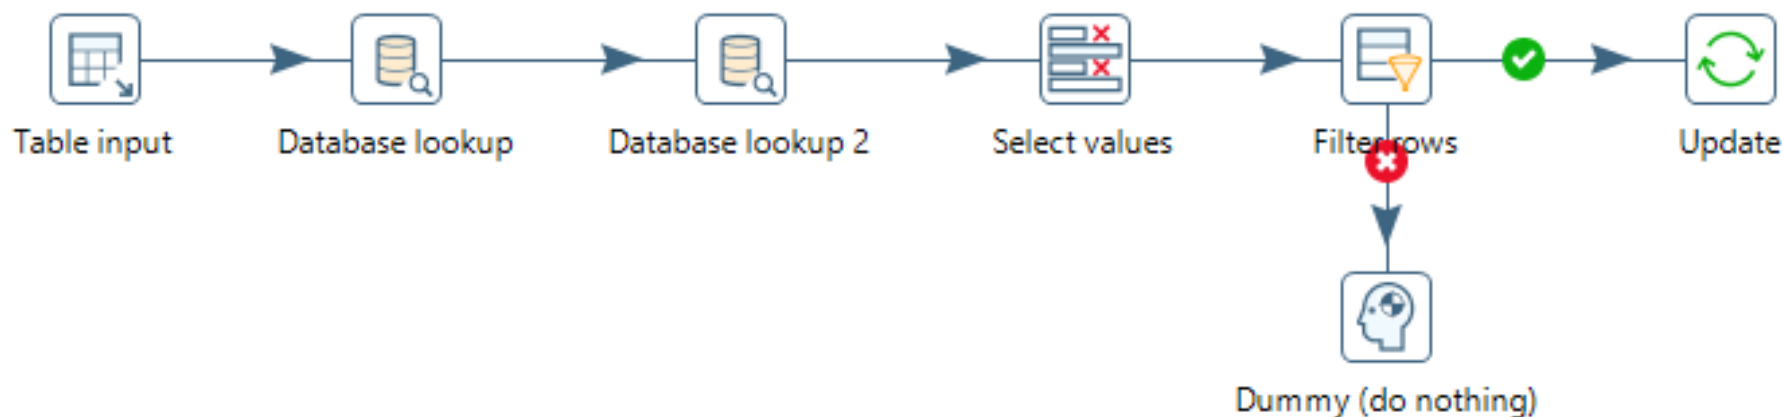 Table input
Database lookup
Database lookup 2
Select values
Filter rows
Update
Dummy (do nothing)